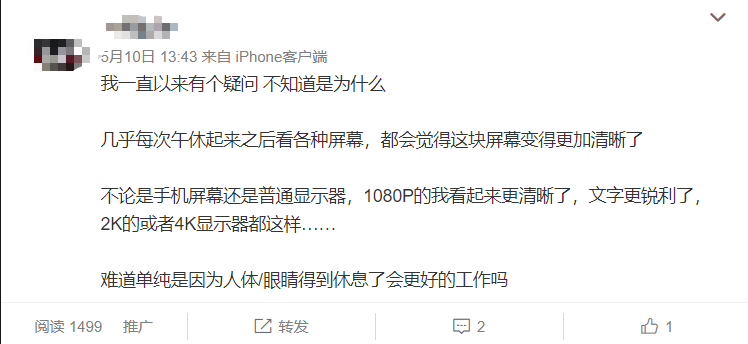 5月10日 13:43 来自 iPhone客户端
我一直以来有个疑问 不知道是为什么
几乎每次午休起来之后看各种屏幕，都会觉得这块屏幕变得更加清晰了
不论是手机屏幕还是普通显示器，1080P的我看起来更清晰了，文字更锐利了，
2K的或者4K显示器都这样……
难道单纯是因为人体/眼睛得到休息了会更好的工作吗
阅读 1499 推广 转发 2 1